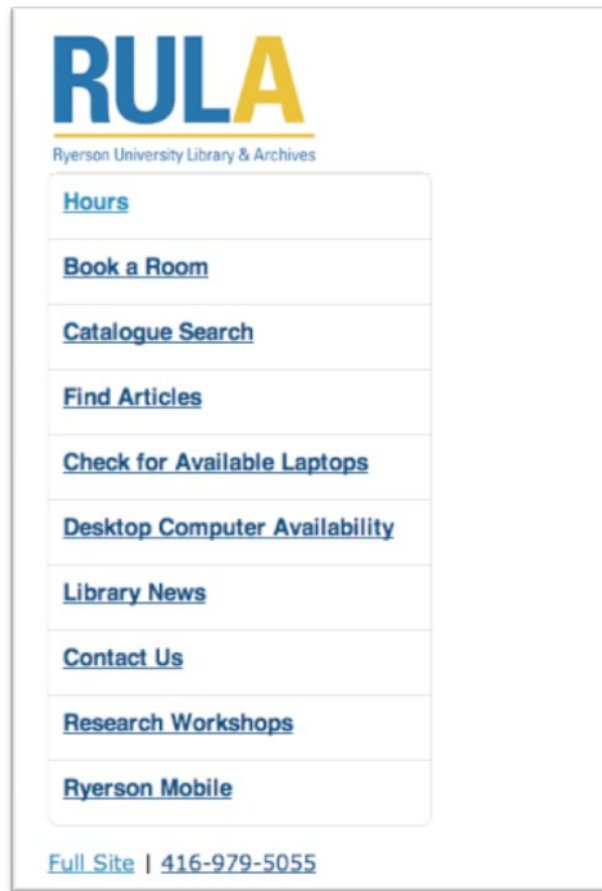 RULA
Ryerson University Library & Archives
Hours
Book a Room
Catalogue Search
Find Articles
Check for Available Laptops
Desktop Computer Availability
Library News
Contact Us
Research Workshops
Ryerson Mobile
Full Site | 416-979-5055